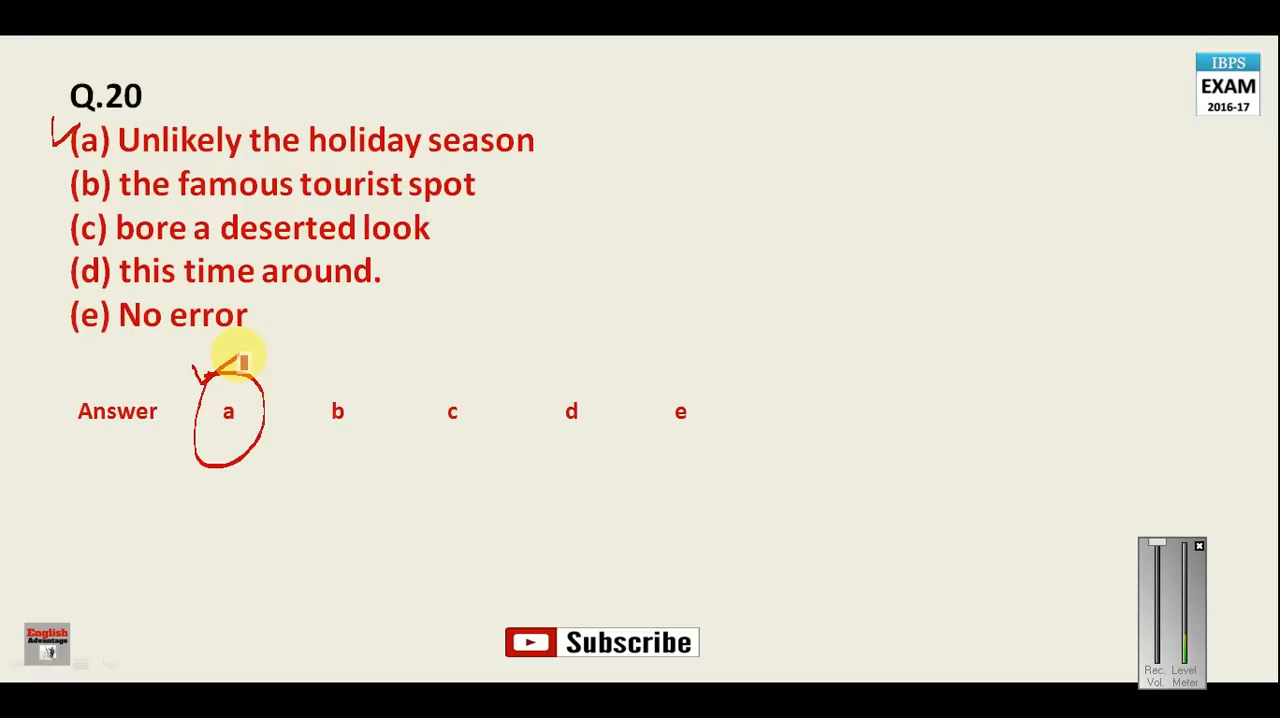 IBPS
EXAM
2016-17
Q.20
(a) Unlikely the holiday season
(b) the famous tourist spot
(c) bore a deserted look
(d) this time around.
(e) No error
Answer a b c d e
English
Advantage
Subscribe
Rec. Level
Vol. Meter